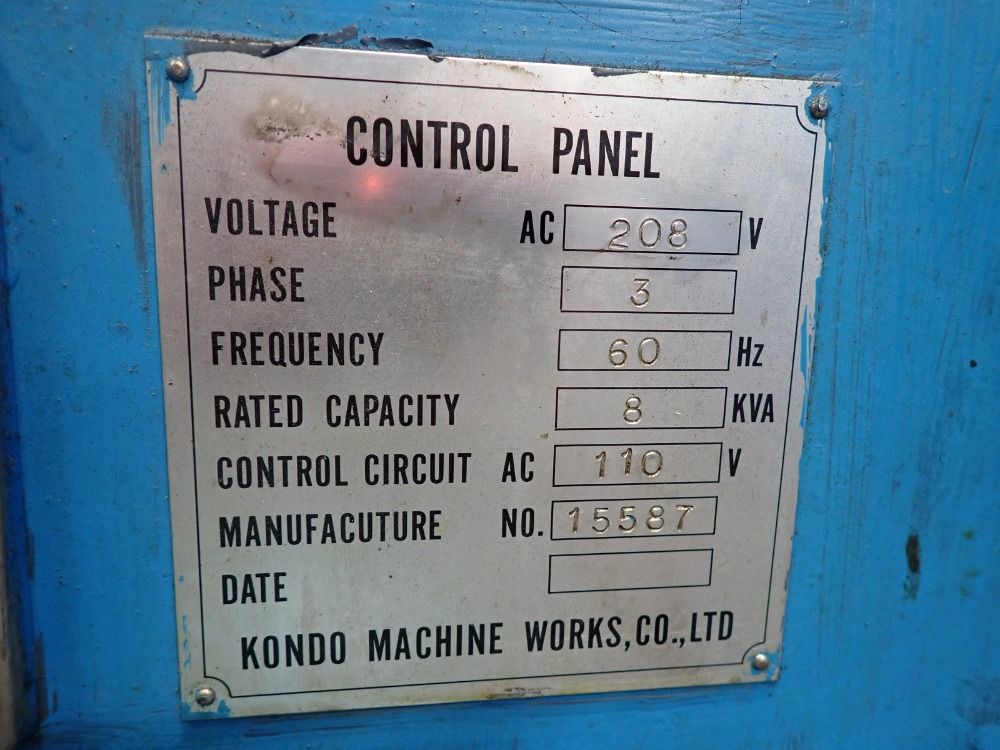 CONTROL PANEL
VOLTAGE AC 208 V
PHASE 3
FREQUENCY 60 Hz
RATED CAPACITY 8 KVA
CONTROL CIRCUIT AC 110 V
MANUFACUTURE NO. 15587
DATE
KONDO MACHINE WORKS,CO.,LTD